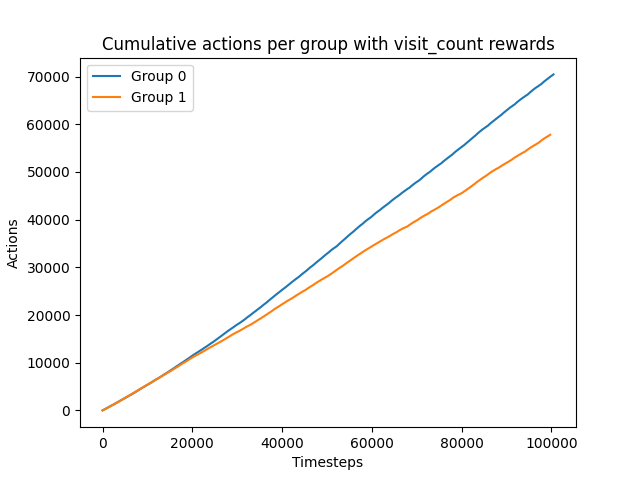 Cumulative actions per group with visit_count rewards
Group 0
Group 1
70000
60000
50000
40000
30000
20000
10000
0
Actions
0 20000 40000 60000 80000 100000
Timesteps